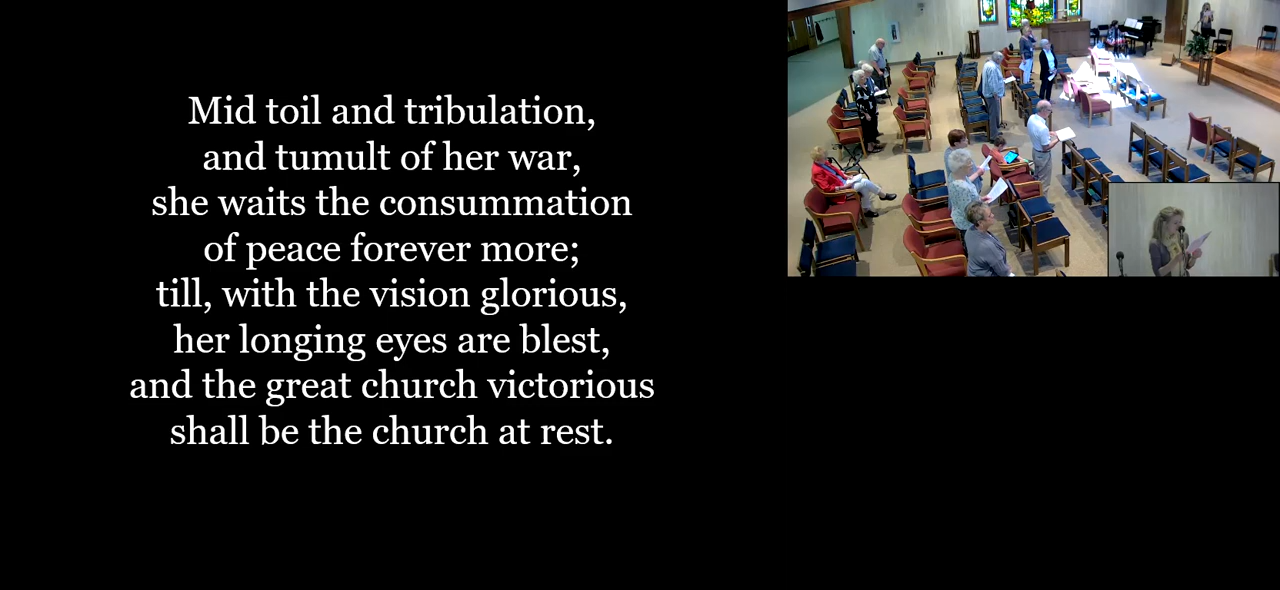 Mid toil and tribulation,
and tumult of her war,
she waits the consummation
of peace forever more;
till, with the vision glorious,
her longing eyes are blest,
and the great church victorious
shall be the church at rest.